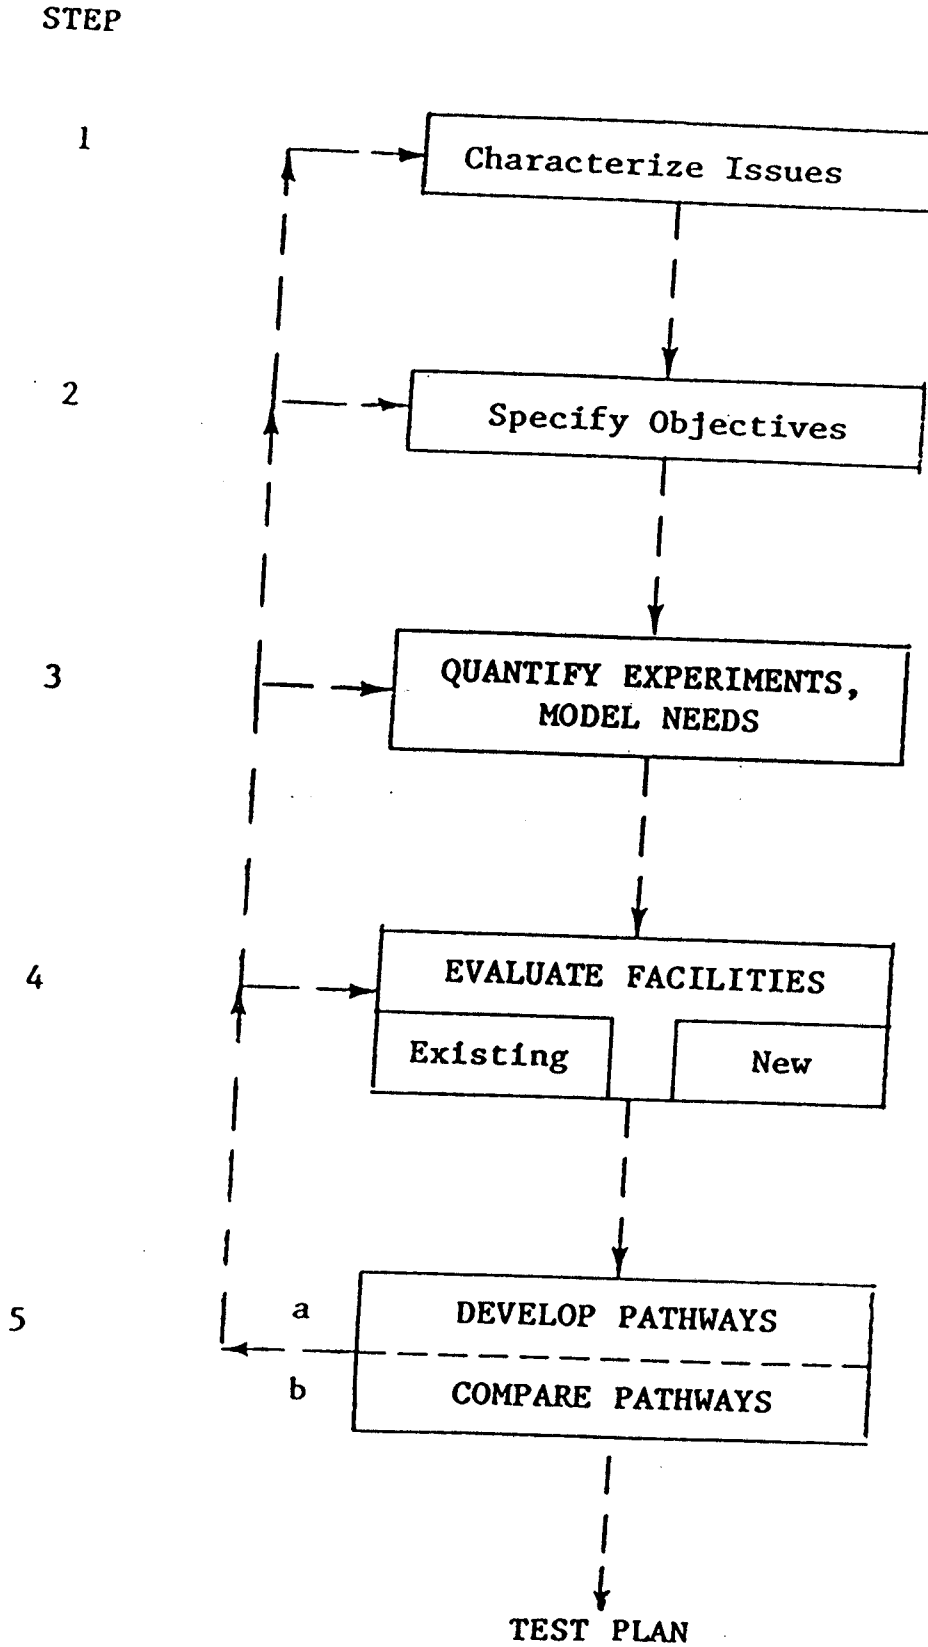 STEP
1
Characterize Issues
2
Specify Objectives
3
QUANTIFY EXPERIMENTS,
MODEL NEEDS
4
EVALUATE FACILITIES
Existing
New
5
a
DEVELOP PATHWAYS
b
COMPARE PATHWAYS
TEST PLAN